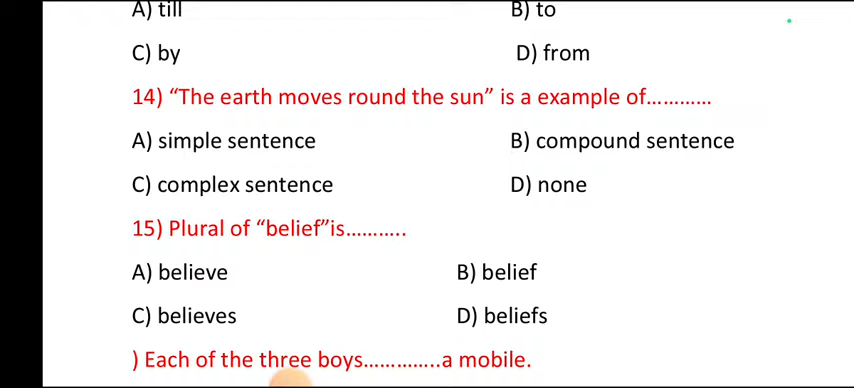 A) till B) to
C) by D) from
14) “The earth moves round the sun” is a example of............
A) simple sentence B) compound sentence
C) complex sentence D) none
15) Plural of “belief”is...........
A) believe B) belief
C) believes D) beliefs
) Each of the three boys..............a mobile.